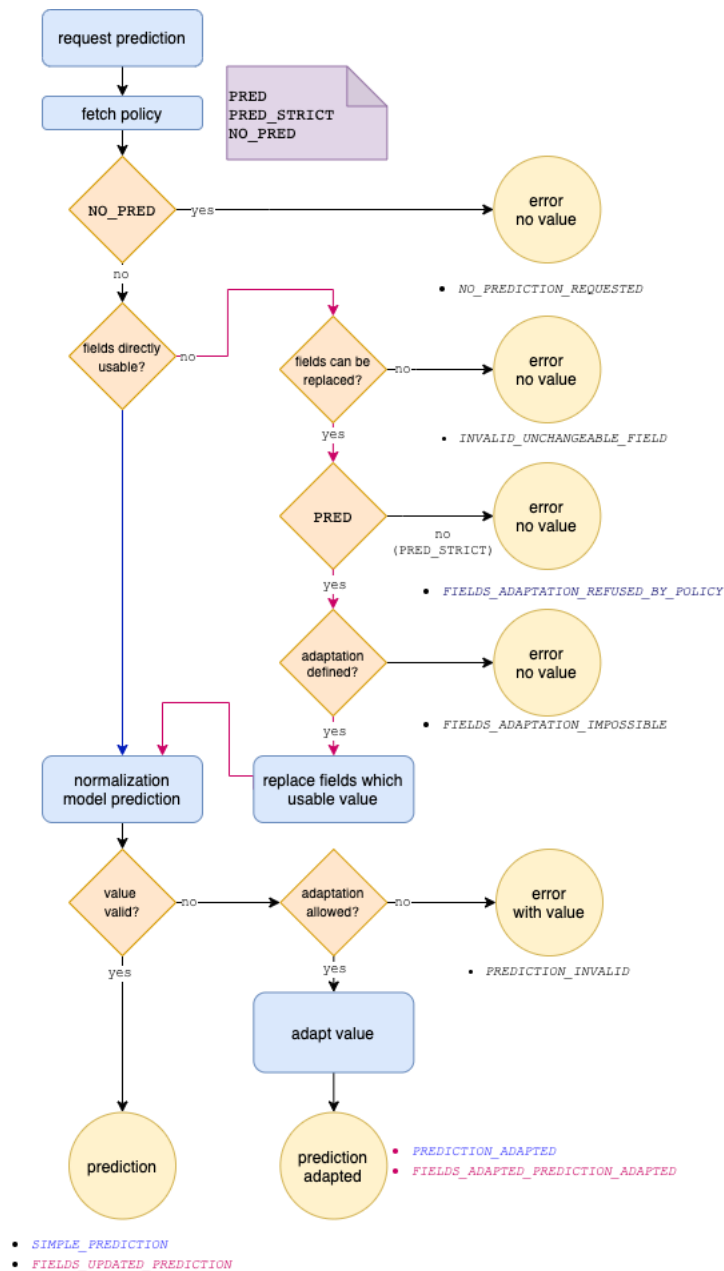 request prediction
fetch policy
PRED
PRED_STRICT
NO_PRED
NO_PRED
yes
error
no value
no
NO_PREDICTION_REQUESTED
fields directly
usable?
no
fields can be
replaced?
no
error
no value
yes
INVALID_UNCHANGEABLE_FIELD
PRED
no
(PRED_STRICT)
error
no value
yes
FIELDS_ADAPTATION_REFUSED_BY_POLICY
adaptation
defined?
error
no value
yes
FIELDS_ADAPTATION_IMPOSSIBLE
normalization
model prediction
replace fields which
usable value
value
valid?
no
adaptation
allowed?
no
error
with value
yes
yes
PREDICTION_INVALID
adapt value
prediction
prediction
adapted
PREDICTION_ADAPTED
FIELDS_ADAPTED_PREDICTION_ADAPTED
SIMPLE_PREDICTION
FIELDS_UPDATED_PREDICTION